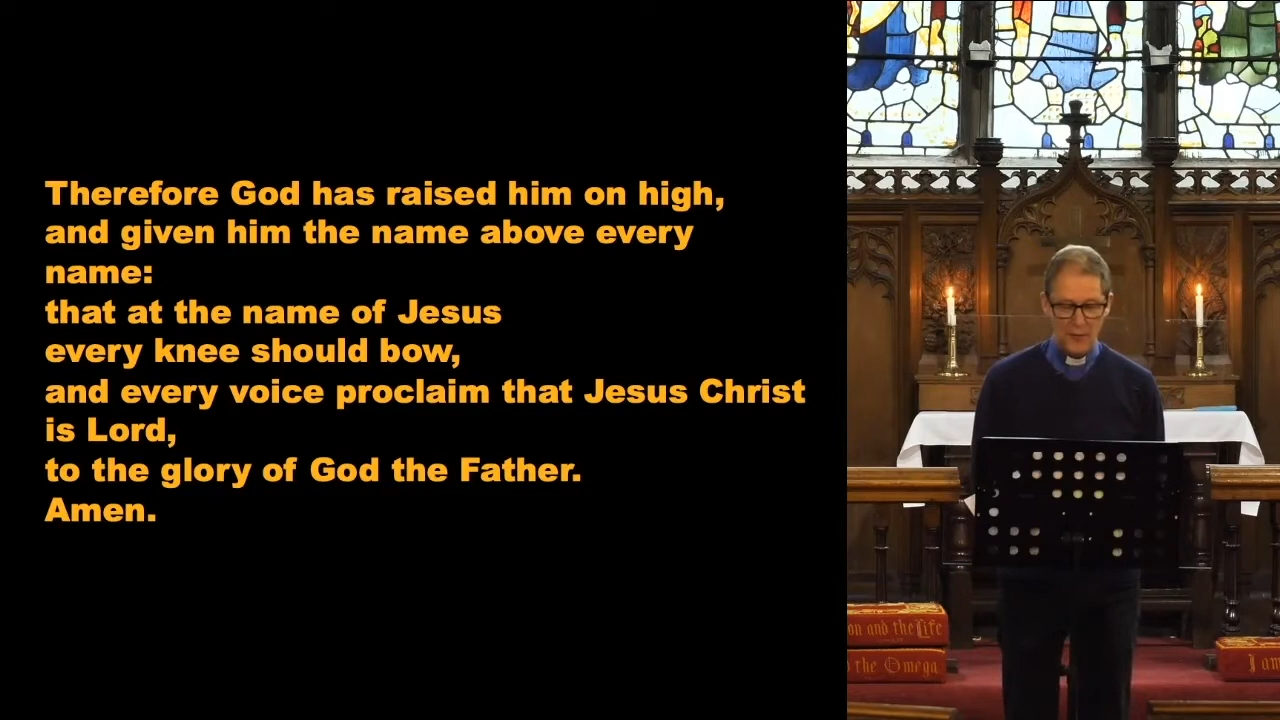 Therefore God has raised him on high,
and given him the name above every
name:
that at the name of Jesus
every knee should bow,
and every voice proclaim that Jesus Christ
is Lord,
to the glory of God the Father.
Amen.
on and the Life
the Omega
I am